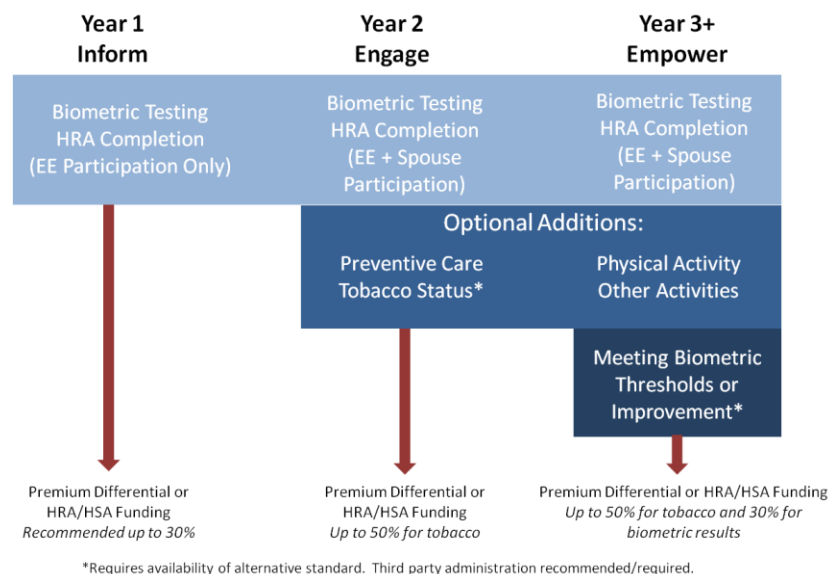 Year 1
Inform
Year 2
Engage
Year 3+
Empower
Biometric Testing
HRA Completion
(EE Participation Only)
Biometric Testing
HRA Completion
(EE + Spouse
Participation)
Biometric Testing
HRA Completion
(EE + Spouse
Participation)
Optional Additions:
Preventive Care
Tobacco Status*
Physical Activity
Other Activities
Meeting Biometric
Thresholds or
Improvement*
Premium Differential or
HRA/HSA Funding
Recommended up to 30%
Premium Differential or
HRA/HSA Funding
Up to 50% for tobacco
Premium Differential or HRA/HSA Funding
Up to 50% for tobacco and 30% for
biometric results
*Requires availability of alternative standard. Third party administration recommended/required.